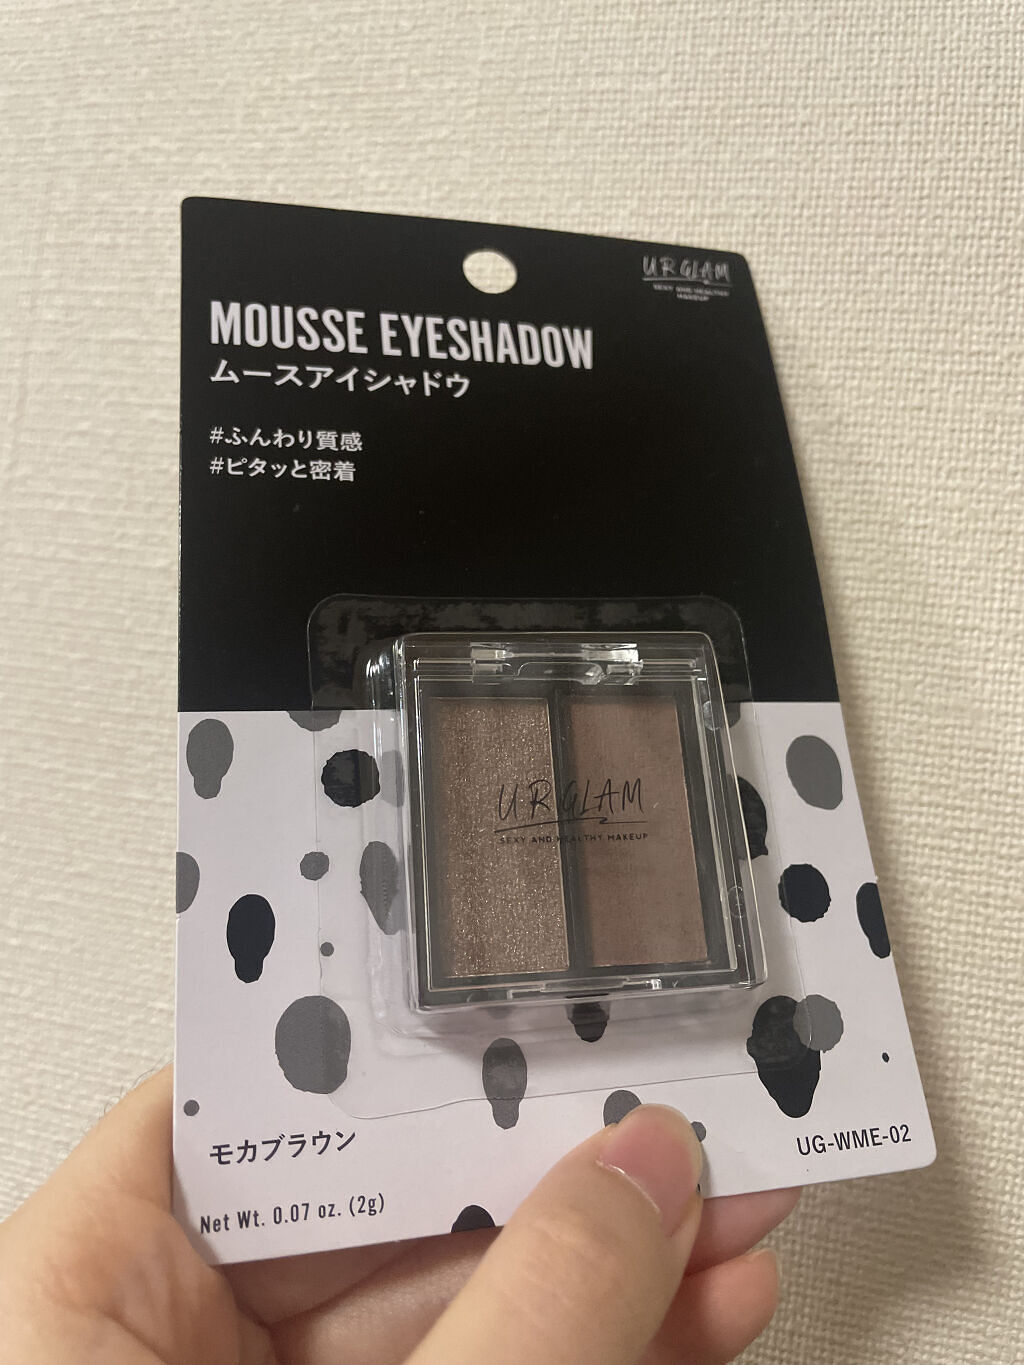 UR GLAM
SEXY AND HEALTHY
MAKEUP
MOUSSE EYESHADOW
ムースアイシャドウ
#ふんわり質感
#ピタッと密着
UR GLAM
SEXY AND HEALTHY MAKEUP
モカブラウン
UG-WME-02
Net Wt. 0.07 oz. (2g)